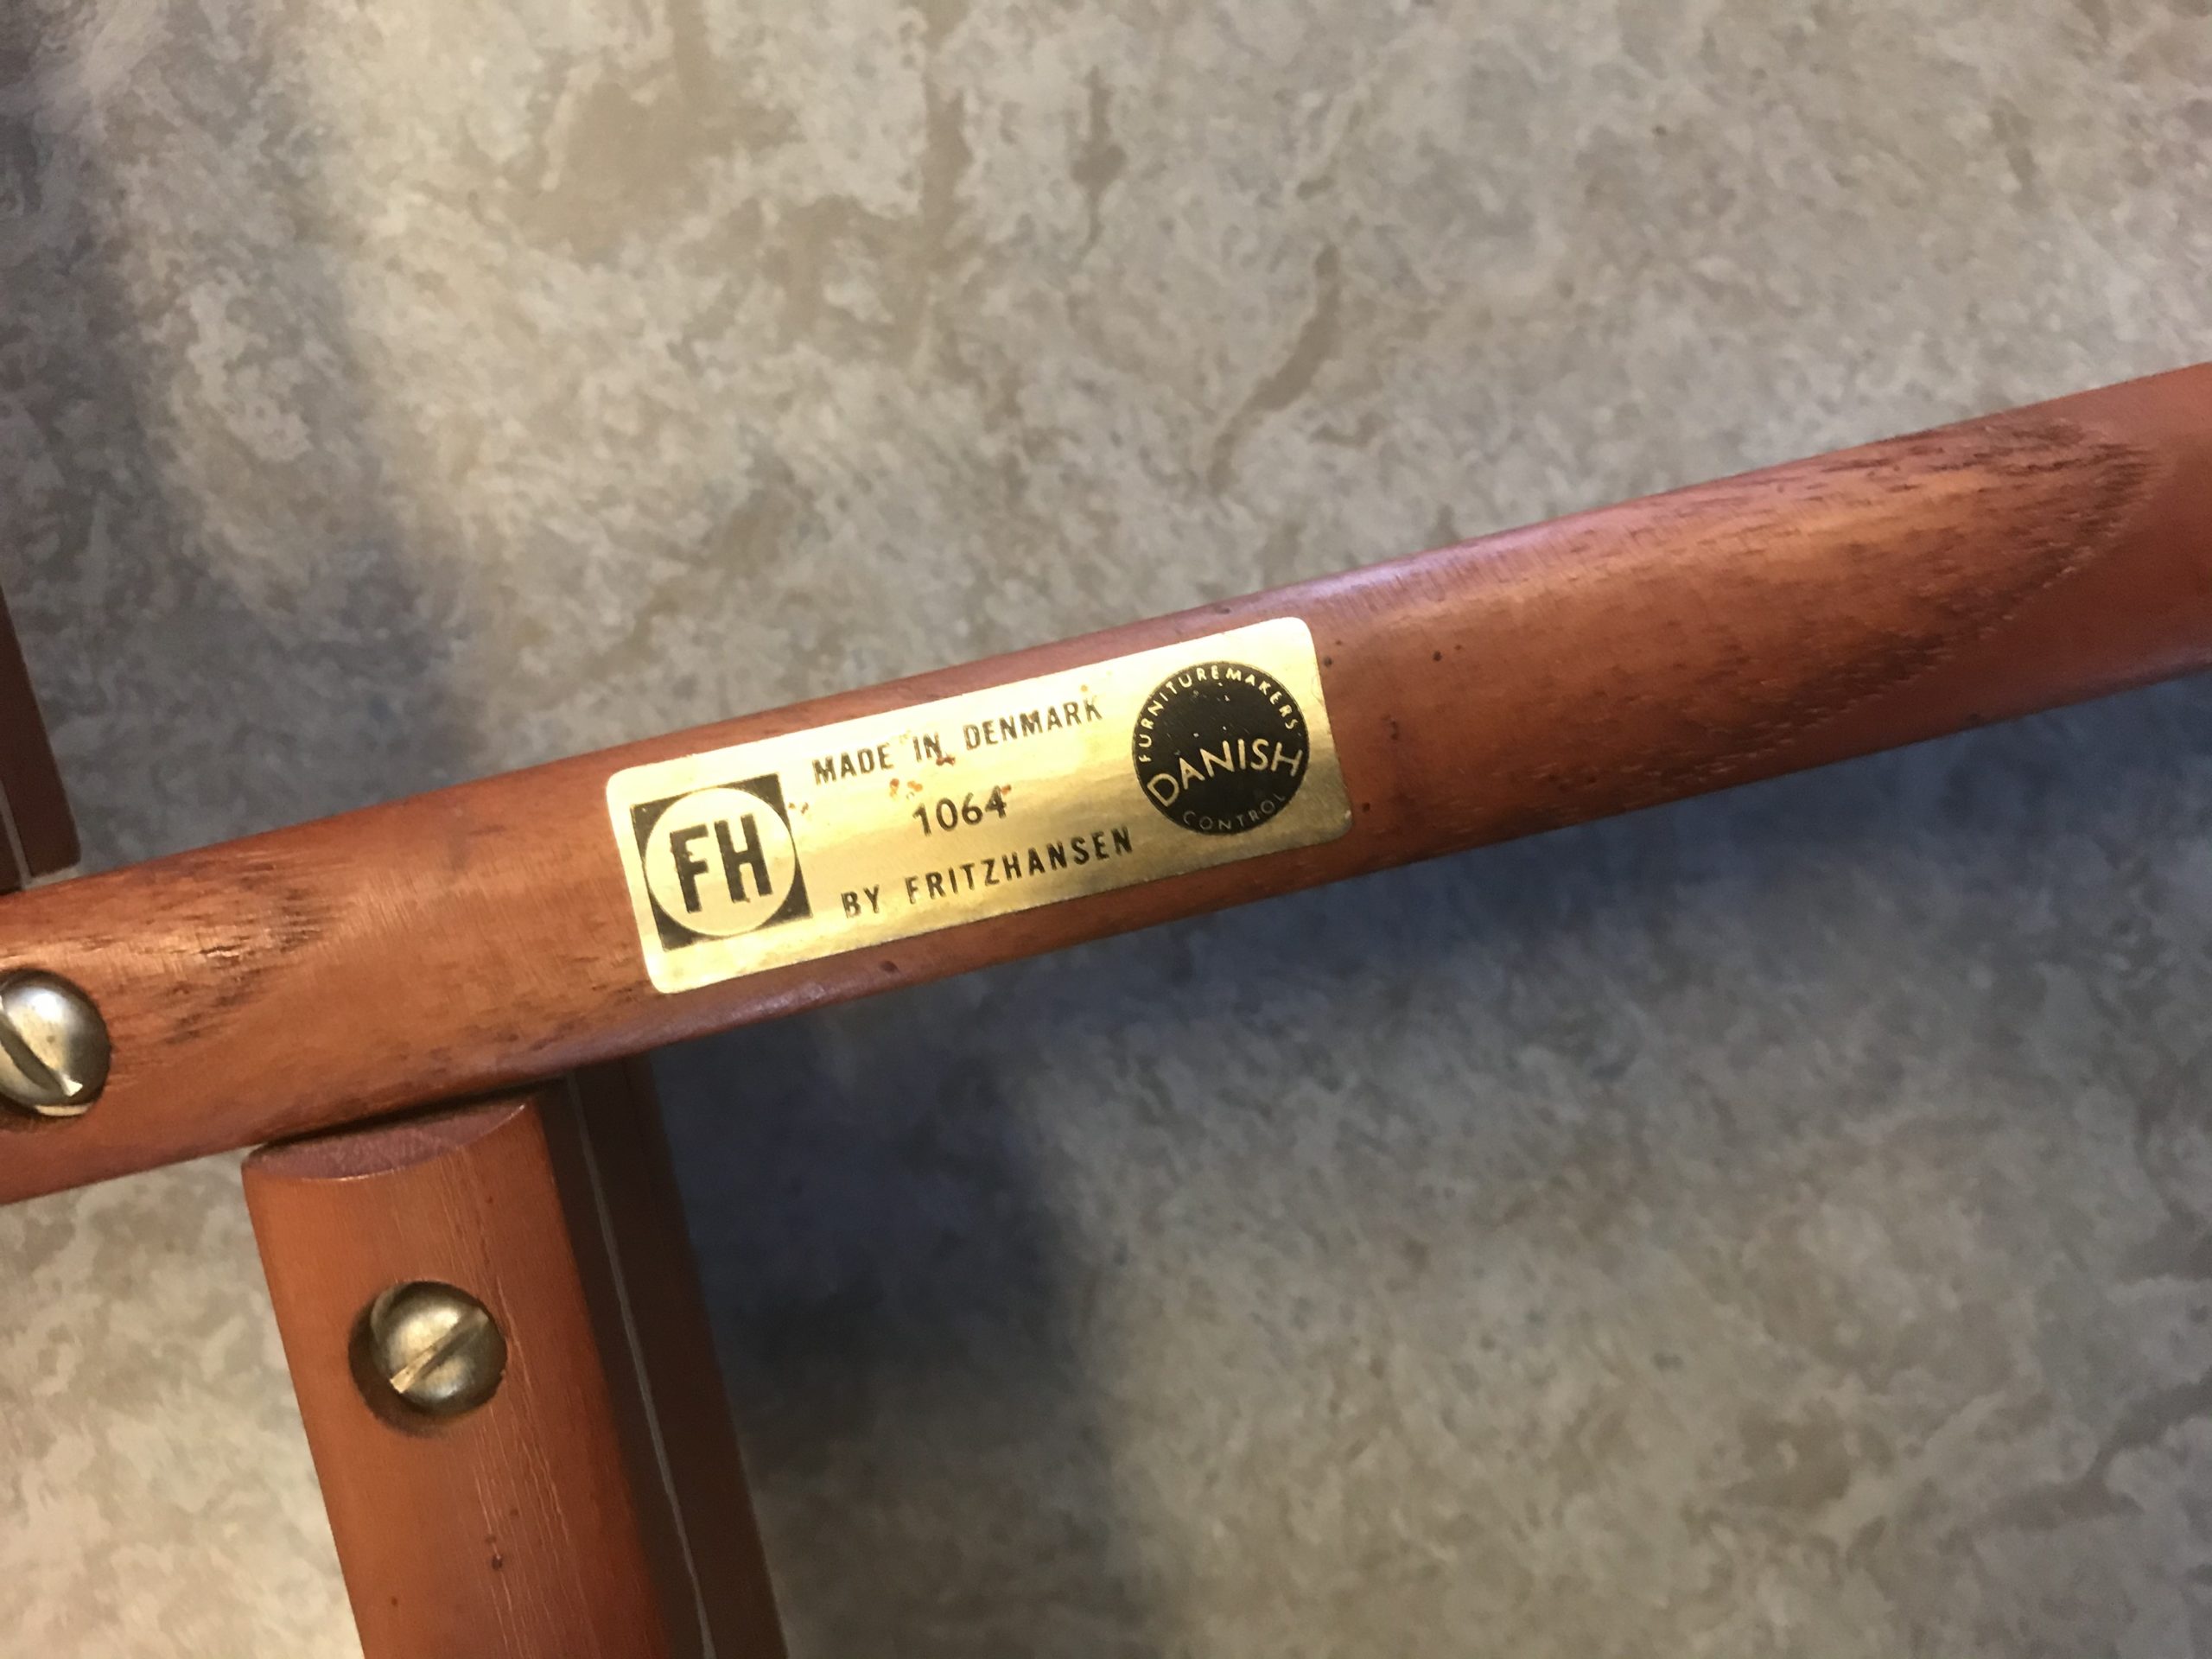 FH
MADE IN DENMARK
1064
BY FRITZHANSEN
FURNITUREMAKERS
DANISH
CONTROL